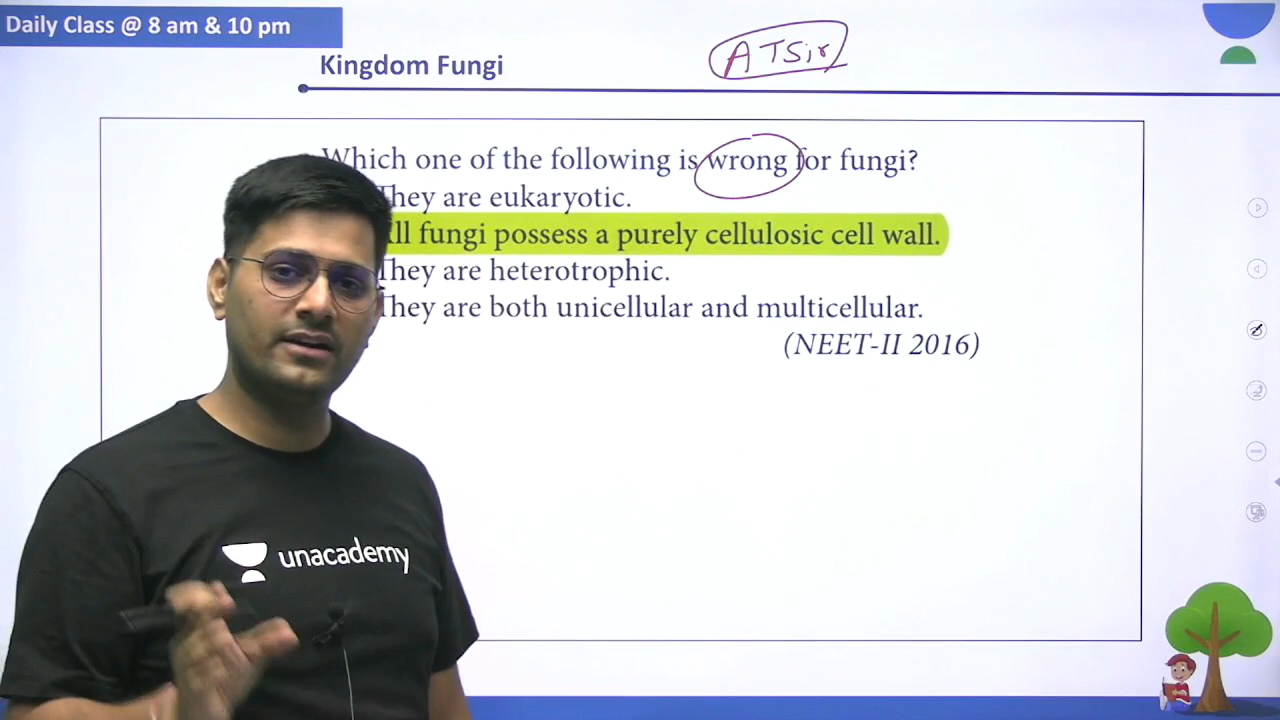 Daily Class @ 8 am & 10 pm
Kingdom Fungi
ATSir
Which one of the following is wrong for fungi?
They are eukaryotic.
All fungi possess a purely cellulosic cell wall.
They are heterotrophic.
They are both unicellular and multicellular.
(NEET-II 2016)
unacademy